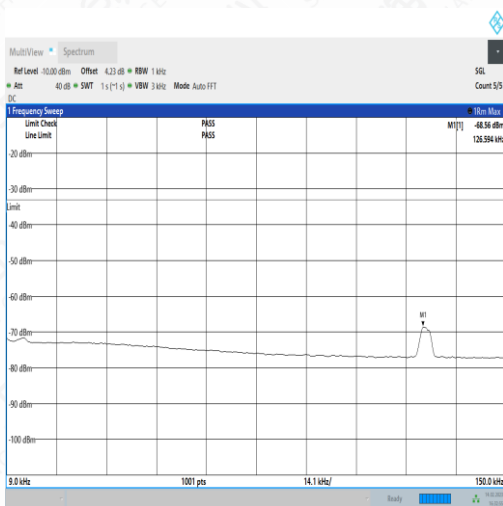 MultiView Spectrum
Ref Level -10.00 dBm Offset 4.23 dB RBW 1 kHz SGL
Att 40 dB SWT 1 s (~1 s) VBW 3 kHz Mode Auto FFT Count 5/5
DC
1 Frequency Sweep 1Rm Max
Limit Check PASS M1[1] -68.56 dBm
Line Limit PASS 126.594 kHz
-20 dBm
-30 dBm
Limit
-40 dBm
-50 dBm
-60 dBm
M1
-70 dBm
-80 dBm
-90 dBm
-100 dBm
9.0 kHz 1001 pts 14.1 kHz/ 150.0 kHz
Ready